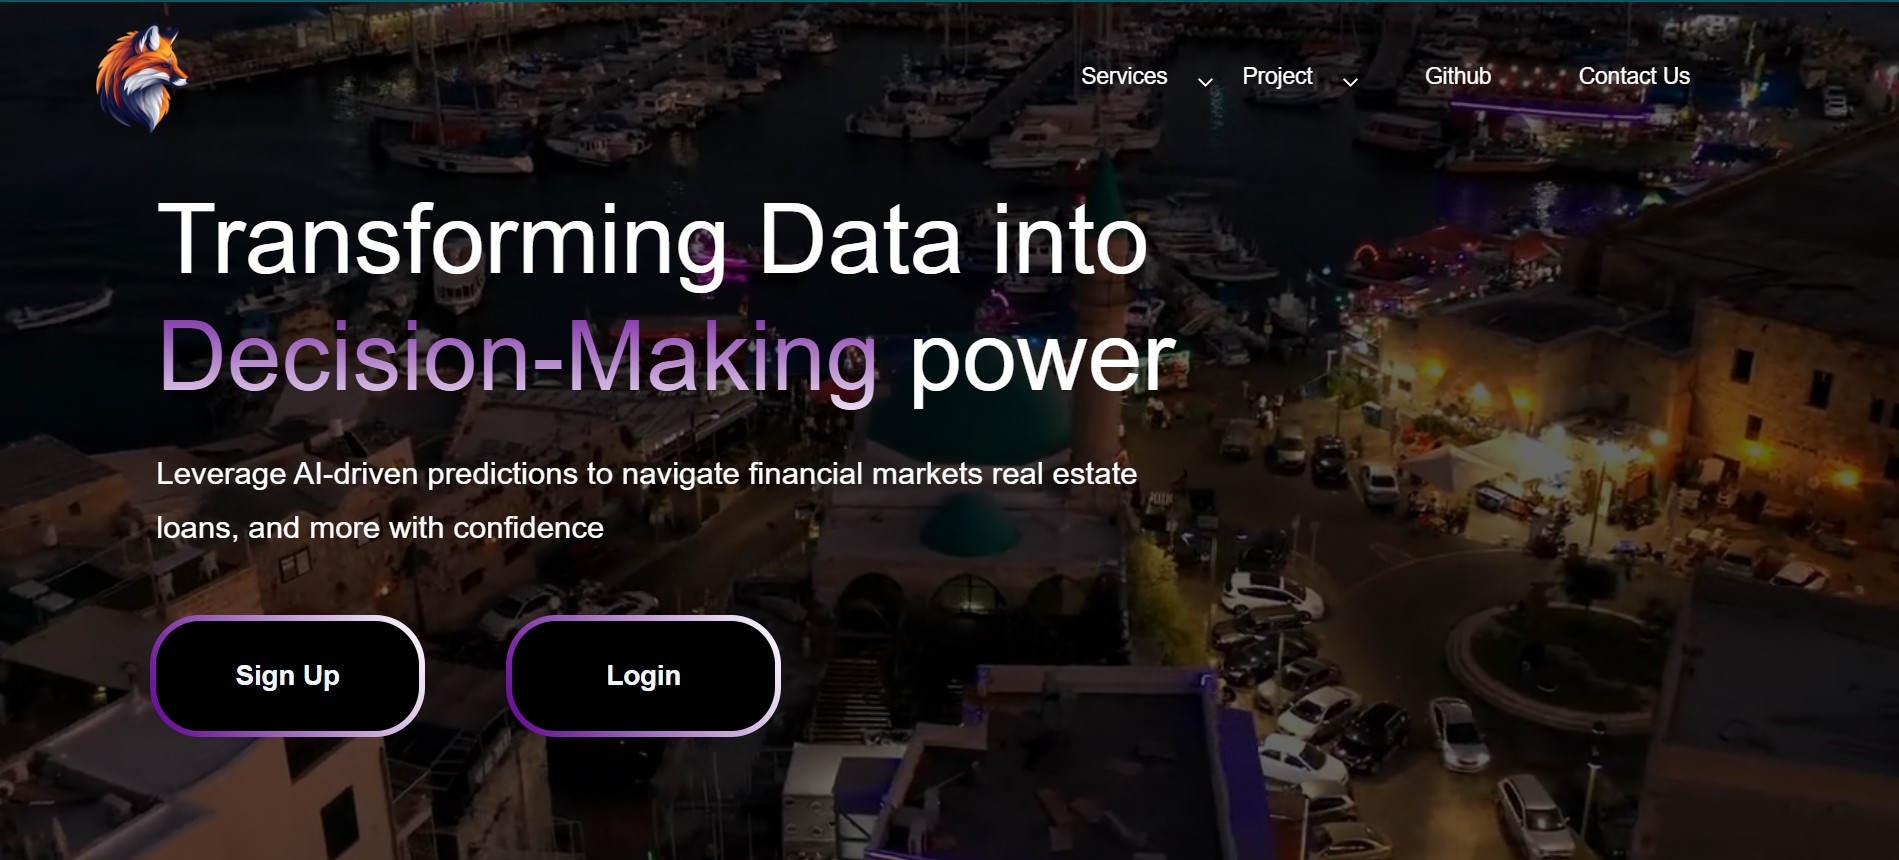 Services
Project
Github
Contact Us
Transforming Data into
Decision-Making power
Leverage AI-driven predictions to navigate financial markets real estate
loans, and more with confidence
Sign Up
Login